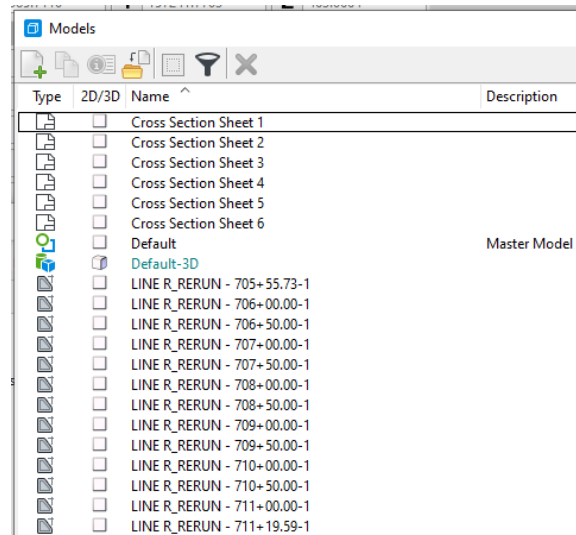 Models
Type 2D/3D Name Description
Cross Section Sheet 1
Cross Section Sheet 2
Cross Section Sheet 3
Cross Section Sheet 4
Cross Section Sheet 5
Cross Section Sheet 6
Default Master Model
Default-3D
LINE R_RERUN - 705+55.73-1
LINE R_RERUN - 706+00.00-1
LINE R_RERUN - 706+50.00-1
LINE R_RERUN - 707+00.00-1
LINE R_RERUN - 707+50.00-1
LINE R_RERUN - 708+00.00-1
LINE R_RERUN - 708+50.00-1
LINE R_RERUN - 709+00.00-1
LINE R_RERUN - 709+50.00-1
LINE R_RERUN - 710+00.00-1
LINE R_RERUN - 710+50.00-1
LINE R_RERUN - 711+00.00-1
LINE R_RERUN - 711+19.59-1